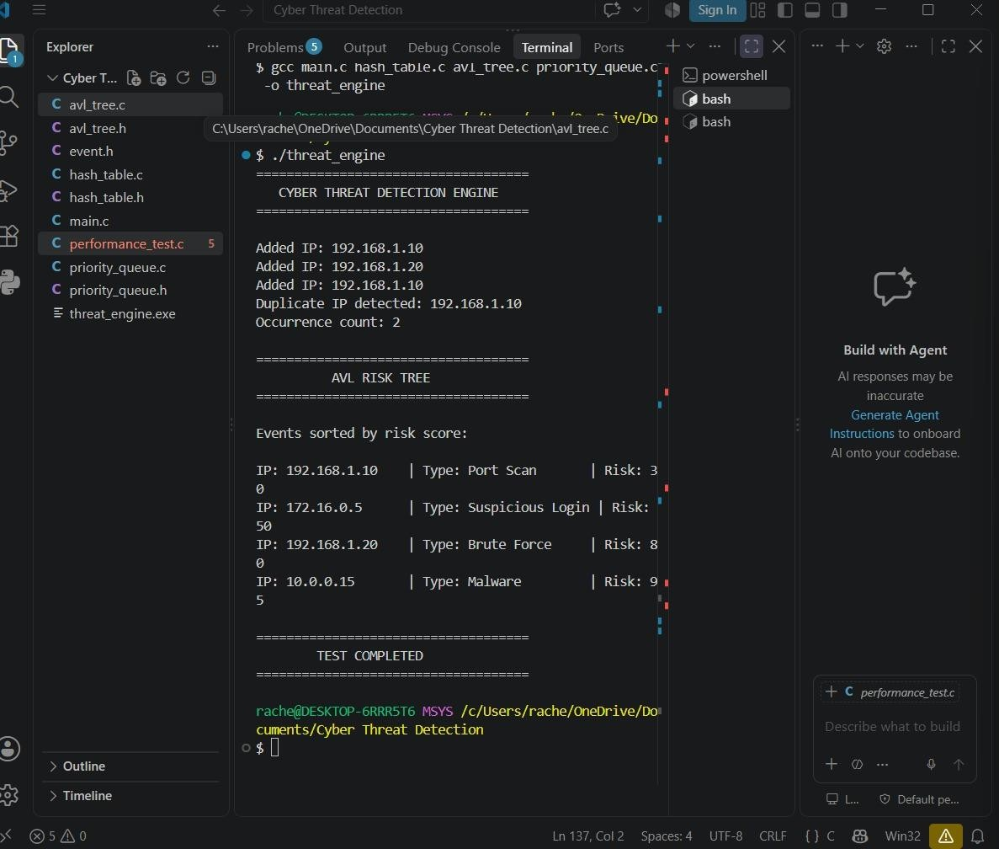 Cyber Threat Detection
Sign In
Explorer
Cyber T...
avl_tree.c
avl_tree.h
event.h
hash_table.c
hash_table.h
main.c
performance_test.c 5
priority_queue.c
priority_queue.h
threat_engine.exe
Outline
Timeline
Problems 5 Output Debug Console Terminal Ports
$ gcc main.c hash_table.c avl_tree.c priority_queue.c
-o threat_engine
C:\Users\rache\OneDrive\Documents\Cyber Threat Detection\avl_tree.c
$ ./threat_engine
====================================
CYBER THREAT DETECTION ENGINE
====================================
Added IP: 192.168.1.10
Added IP: 192.168.1.20
Added IP: 192.168.1.10
Duplicate IP detected: 192.168.1.10
Occurrence count: 2
====================================
AVL RISK TREE
====================================
Events sorted by risk score:
IP: 192.168.1.10 | Type: Port Scan | Risk: 3
0
IP: 172.16.0.5 | Type: Suspicious Login | Risk:
50
IP: 192.168.1.20 | Type: Brute Force | Risk: 8
0
IP: 10.0.0.15 | Type: Malware | Risk: 9
5
====================================
TEST COMPLETED
====================================
rache@DESKTOP-6RRR5T6 MSYS /c/Users/rache/OneDrive/Do
cuments/Cyber Threat Detection
$
powershell
bash
bash
Build with Agent
AI responses may be
inaccurate
Generate Agent
Instructions to onboard
AI onto your codebase.
performance_test.c
Describe what to build
L... Default pe...
1
5 0
Ln 137, Col 2 Spaces: 4 UTF-8 CRLF { } C Win32